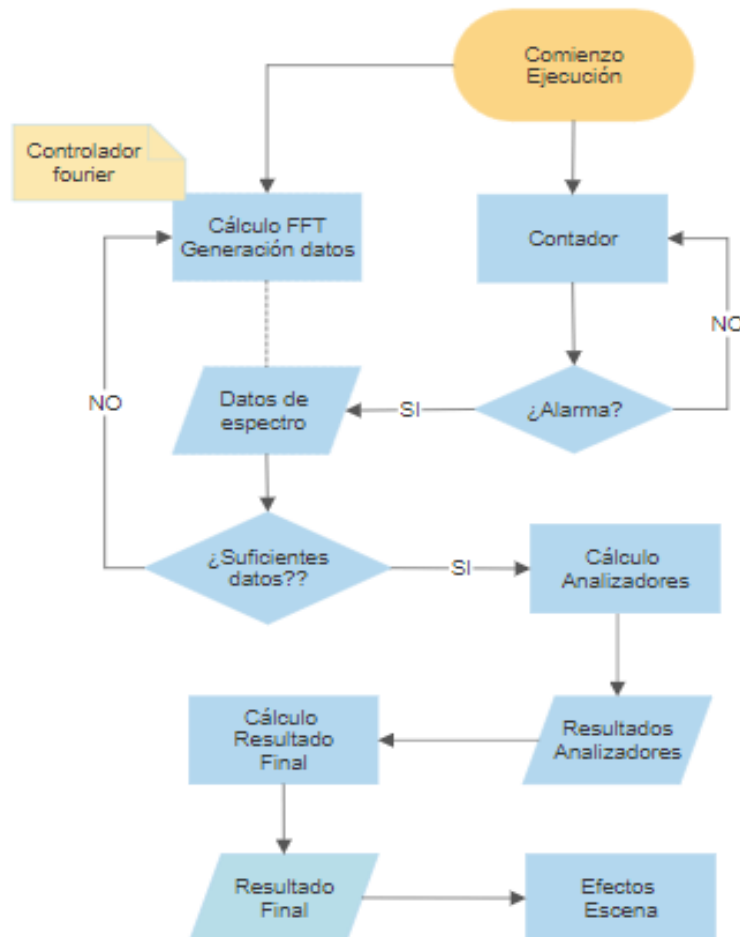 Comienzo
Ejecución
Controlador
fourier
Cálculo FFT
Generación datos
Contador
NO
NO
Datos de
espectro
SI
¿Alarma?
¿Suficientes
datos??
SI
Cálculo
Analizadores
Cálculo
Resultado
Final
Resultados
Analizadores
Resultado
Final
Efectos
Escena